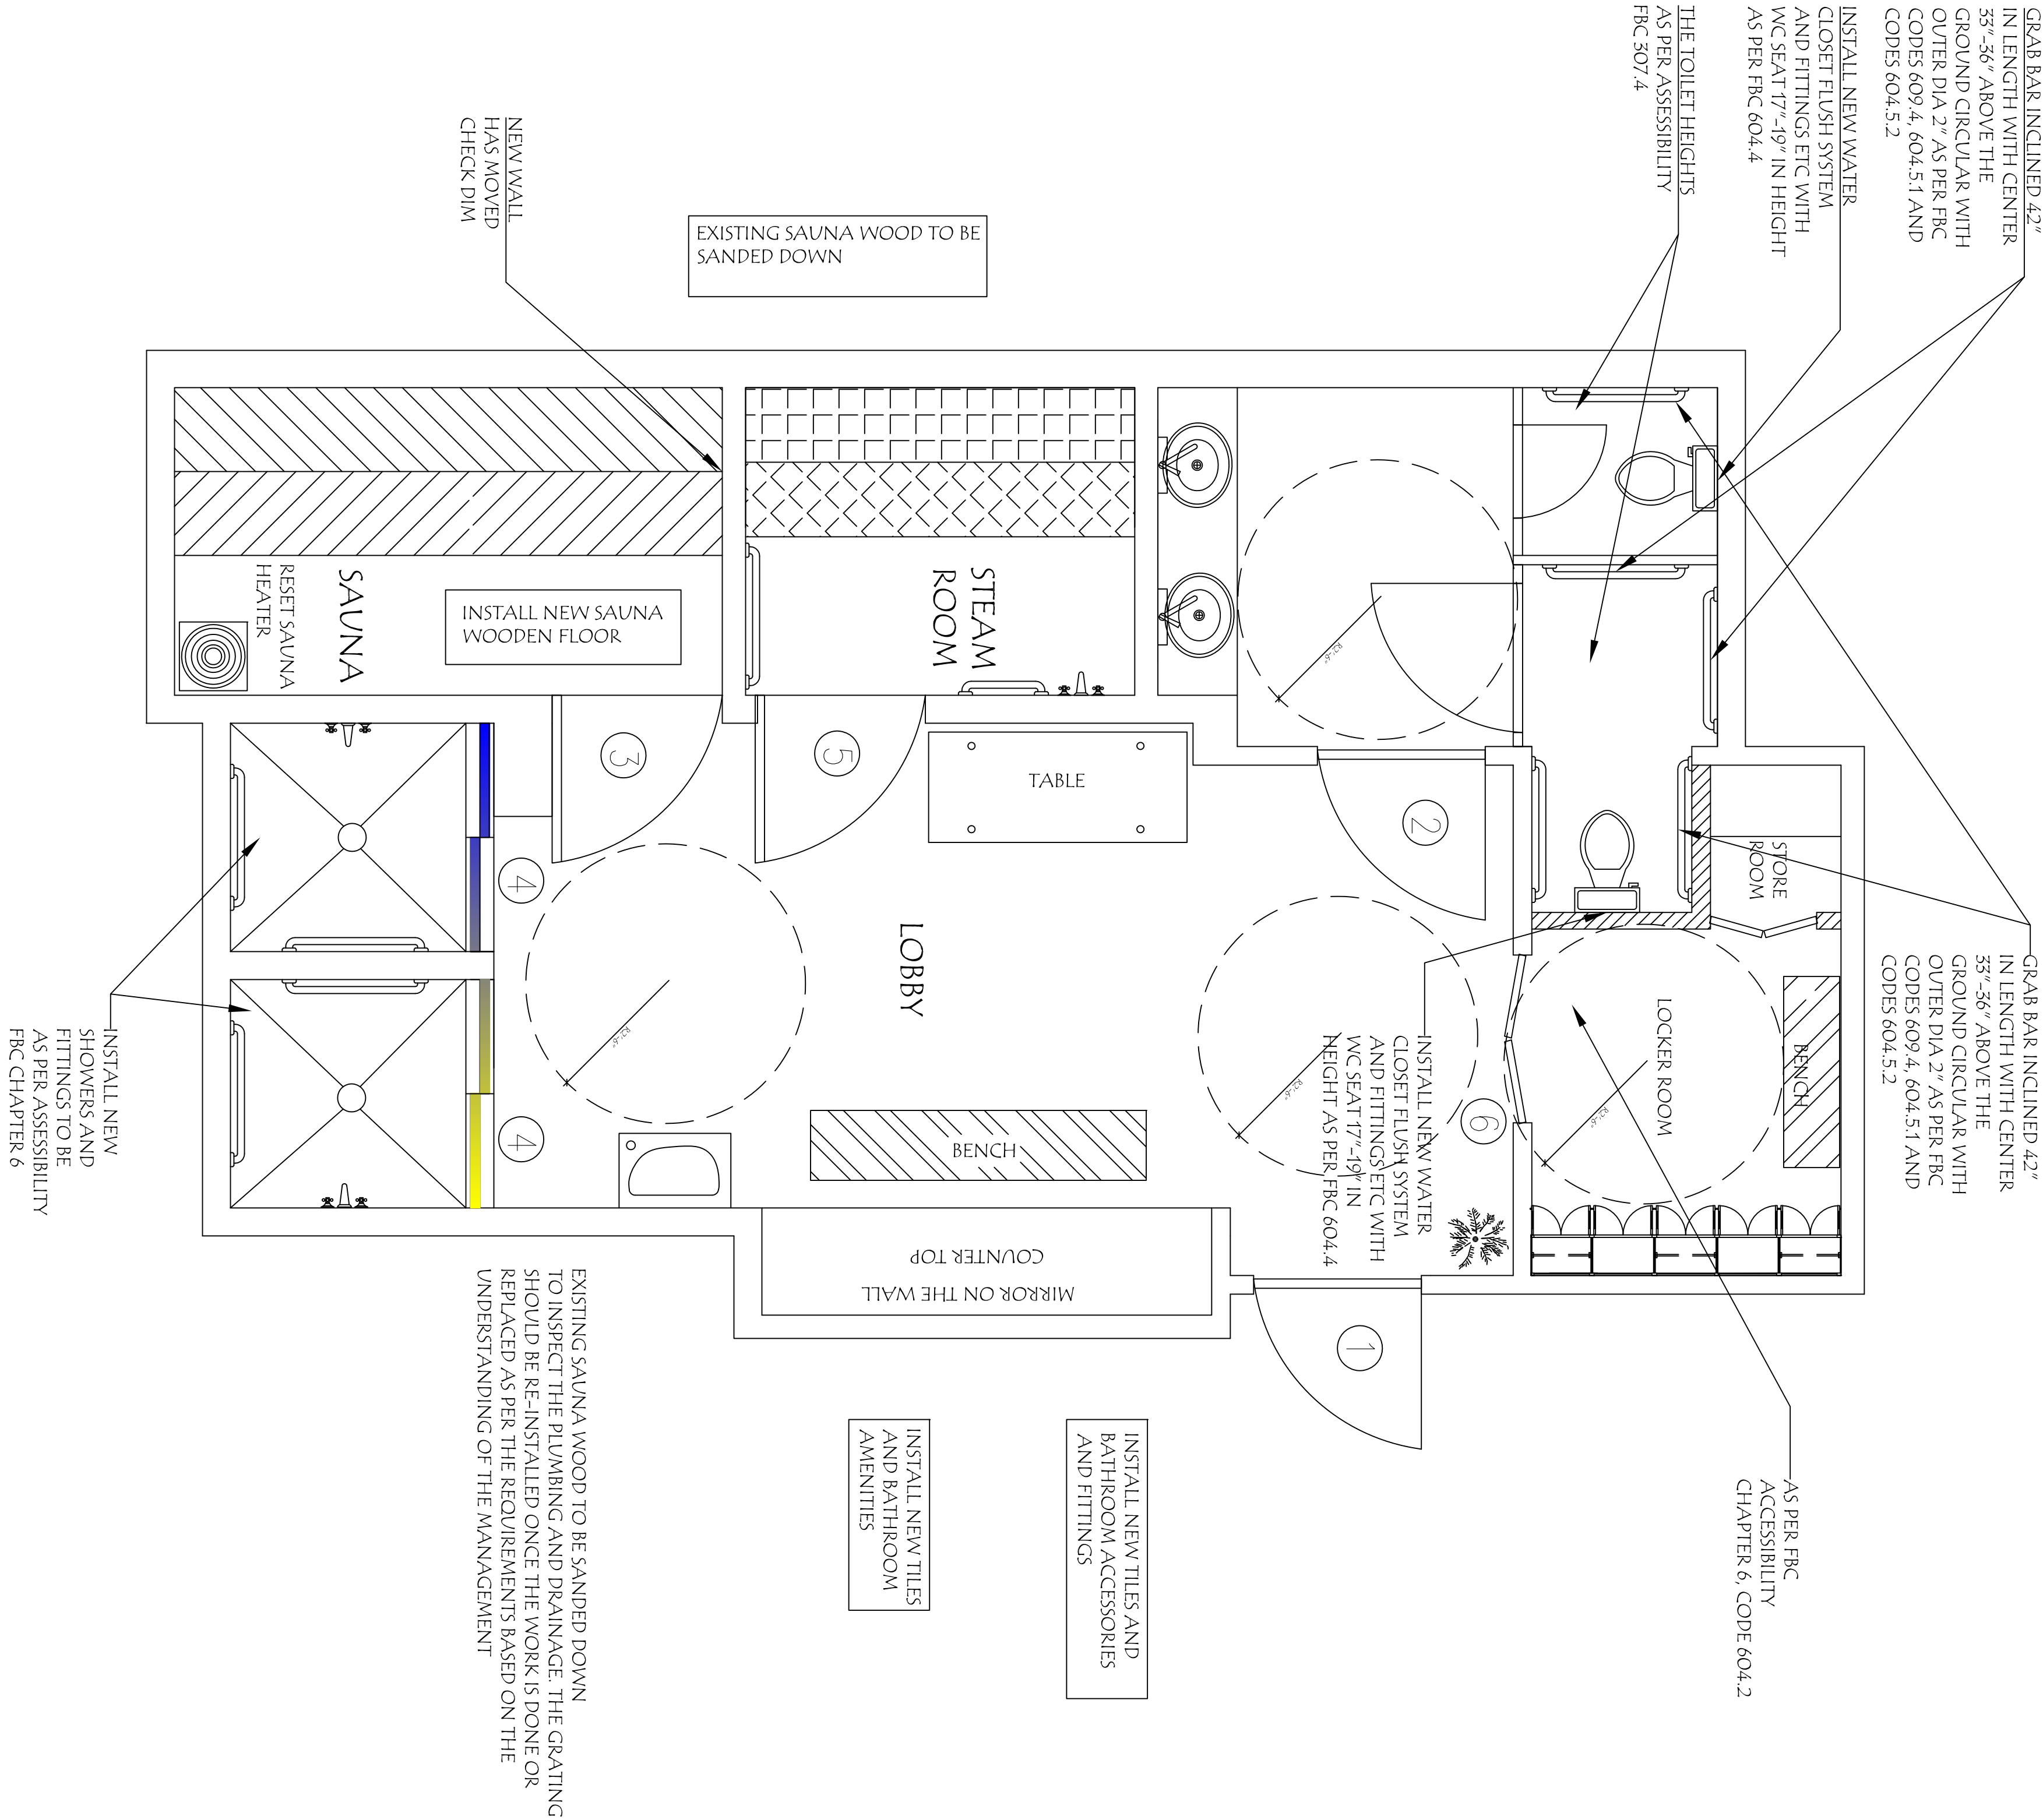 GRAB BAR INCLINED 42"
IN LENGTH WITH CENTER
33"-36" ABOVE THE
GROUND CIRCULAR WITH
OUTER DIA 2" AS PER FBC
CODES 609.4, 604.5.1 AND
CODES 604.5.2
INSTALL NEW WATER
CLOSET FLUSH SYSTEM
AND FITTINGS ETC WITH
WC SEAT 17"-19" IN HEIGHT
AS PER FBC 604.4
THE TOILET HEIGHTS
AS PER ASSESIBILITY
FBC 307.4
NEW WALL
HAS MOVED
CHECK DIM
EXISTING SAUNA WOOD TO BE
SANDED DOWN
SAUNA
RESET SAUNA
HEATER
INSTALL NEW SAUNA
WOODEN FLOOR
STEAM
ROOM
R2'-6"
3
5
TABLE
2
STORE
ROOM
4
LOBBY
R2'-6"
R2'-6"
LOCKER ROOM
BENCH
R2'-6"
GRAB BAR INCLINED 42"
IN LENGTH WITH CENTER
33"-36" ABOVE THE
GROUND CIRCULAR WITH
OUTER DIA 2" AS PER FBC
CODES 609.4, 604.5.1 AND
CODES 604.5.2
INSTALL NEW WATER
CLOSET FLUSH SYSTEM
AND FITTINGS ETC WITH
WC SEAT 17"-19" IN
HEIGHT AS PER FBC 604.4
6
4
BENCH
INSTALL NEW
SHOWERS AND
FITTINGS TO BE
AS PER ASSESIBILITY
FBC CHAPTER 6
COUNTER TOP
MIRROR ON THE WALL
1
EXISTING SAUNA WOOD TO BE SANDED DOWN
TO INSPECT THE PLUMBING AND DRAINAGE. THE GRATING
SHOULD BE RE-INSTALLED ONCE THE WORK IS DONE OR
REPLACED AS PER THE REQUIREMENTS BASED ON THE
UNDERSTANDING OF THE MANAGEMENT
INSTALL NEW TILES
AND BATHROOM
AMENITIES
INSTALL NEW TILES AND
BATHROOM ACCESSORIES
AND FITTINGS
AS PER FBC
ACCESSIBILITY
CHAPTER 6, CODE 604.2